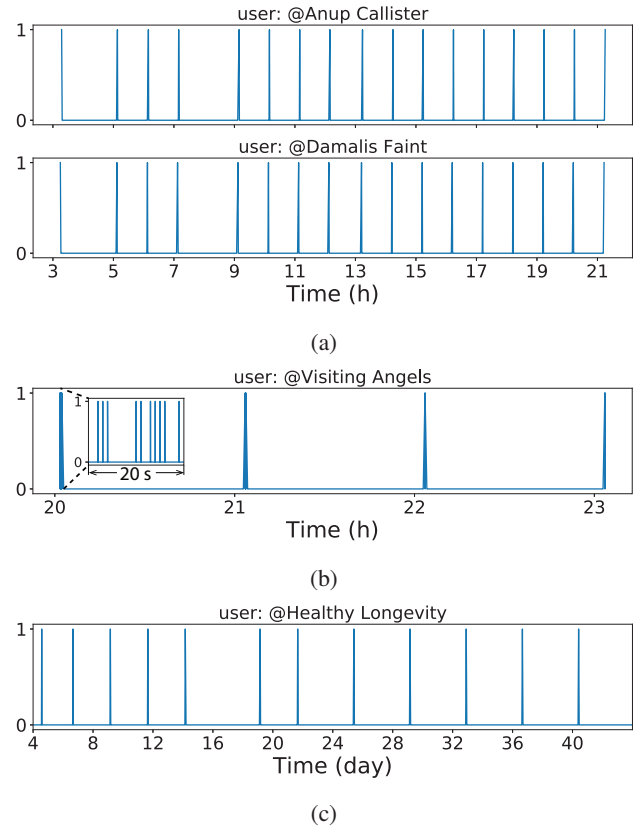 user: @Anup Callister
1
0
user: @Damalis Faint
1
0
3 5 7 9 11 13 15 17 19 21
Time (h)
(a)
user: @Visiting Angels
1
1
0
20 s
0
20 21 22 23
Time (h)
(b)
user: @Healthy Longevity
1
0
4 8 12 16 20 24 28 32 36 40
Time (day)
(c)